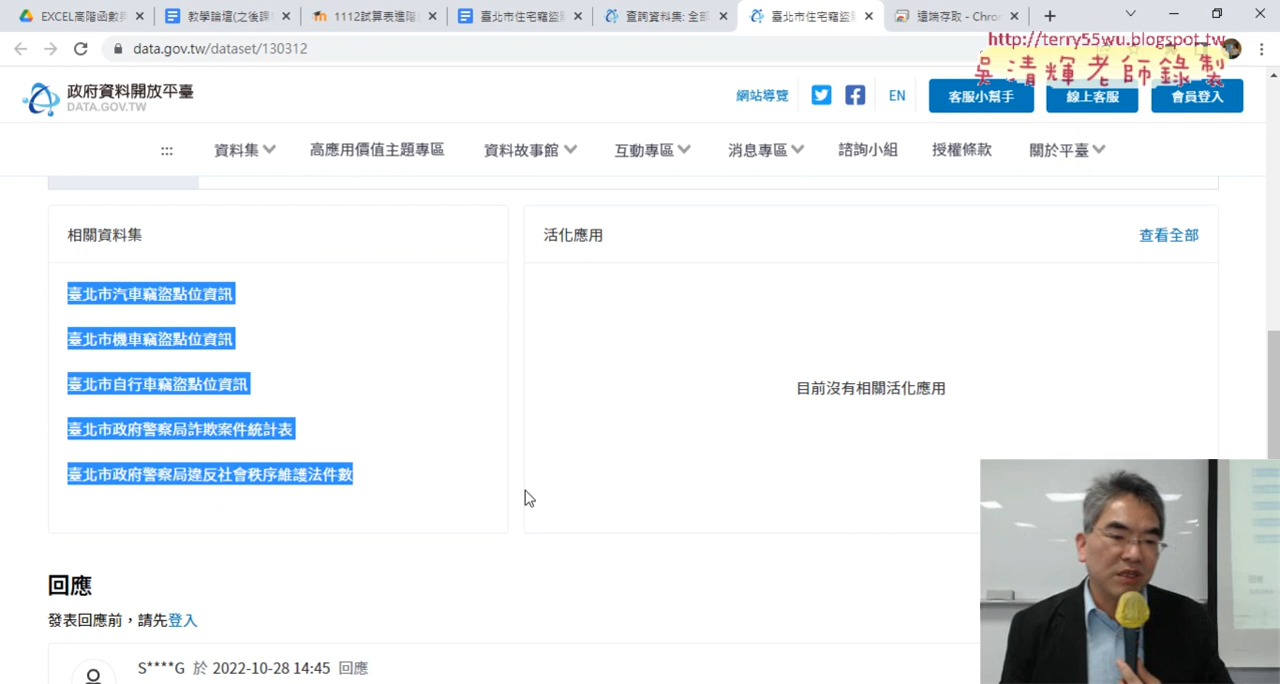 EXCEL高階函數與
教學論壇(之後課
1112試算表進階
臺北市住宅竊盜
查詢資料集: 全部
臺北市住宅竊盜
遠端存取 - Chro
data.gov.tw/dataset/130312
http://terry55wu.blogspot.tw
吳清輝老師錄製
政府資料開放平臺
DATA.GOV.TW
網站導覽
EN
客服小幫手
線上客服
會員登入
:::
資料集
高應用價值主題專區
資料故事館
互動專區
消息專區
諮詢小組
授權條款
關於平臺
相關資料集
活化應用
查看全部
臺北市汽車竊盜點位資訊
臺北市機車竊盜點位資訊
臺北市自行車竊盜點位資訊
臺北市政府警察局詐欺案件統計表
臺北市政府警察局違反社會秩序維護法件數
目前沒有相關活化應用
回應
發表回應前，請先登入
S****G 於 2022-10-28 14:45 回應